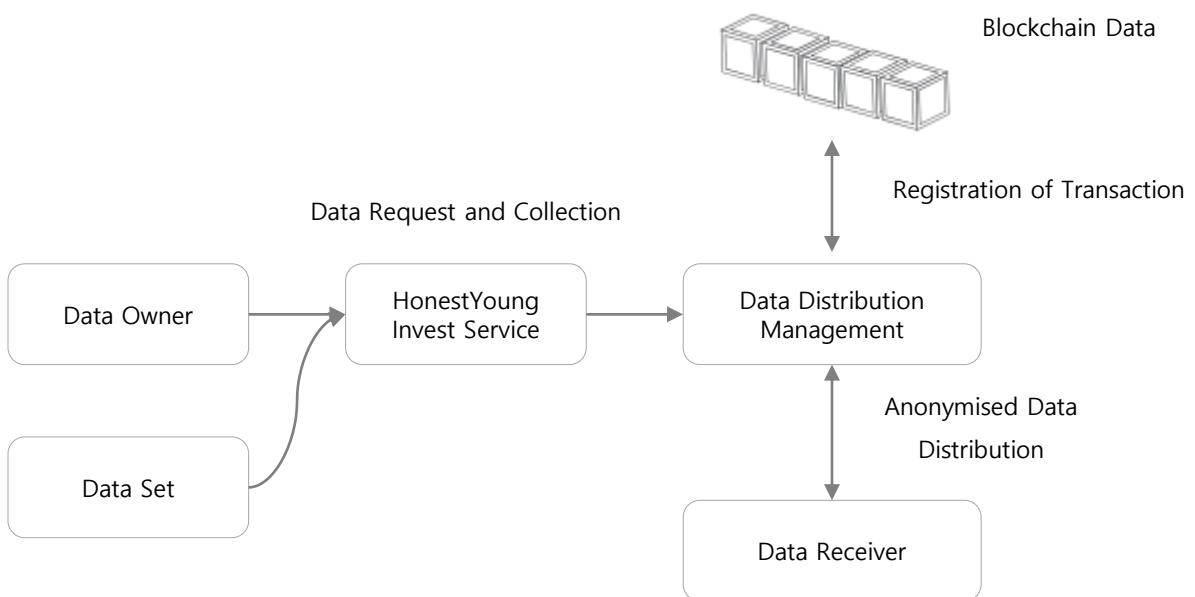 Blockchain Data
Registration of Transaction
Data Request and Collection
Data Owner
HonestYoung
Invest Service
Data Distribution
Management
Anonymised Data
Distribution
Data Set
Data Receiver